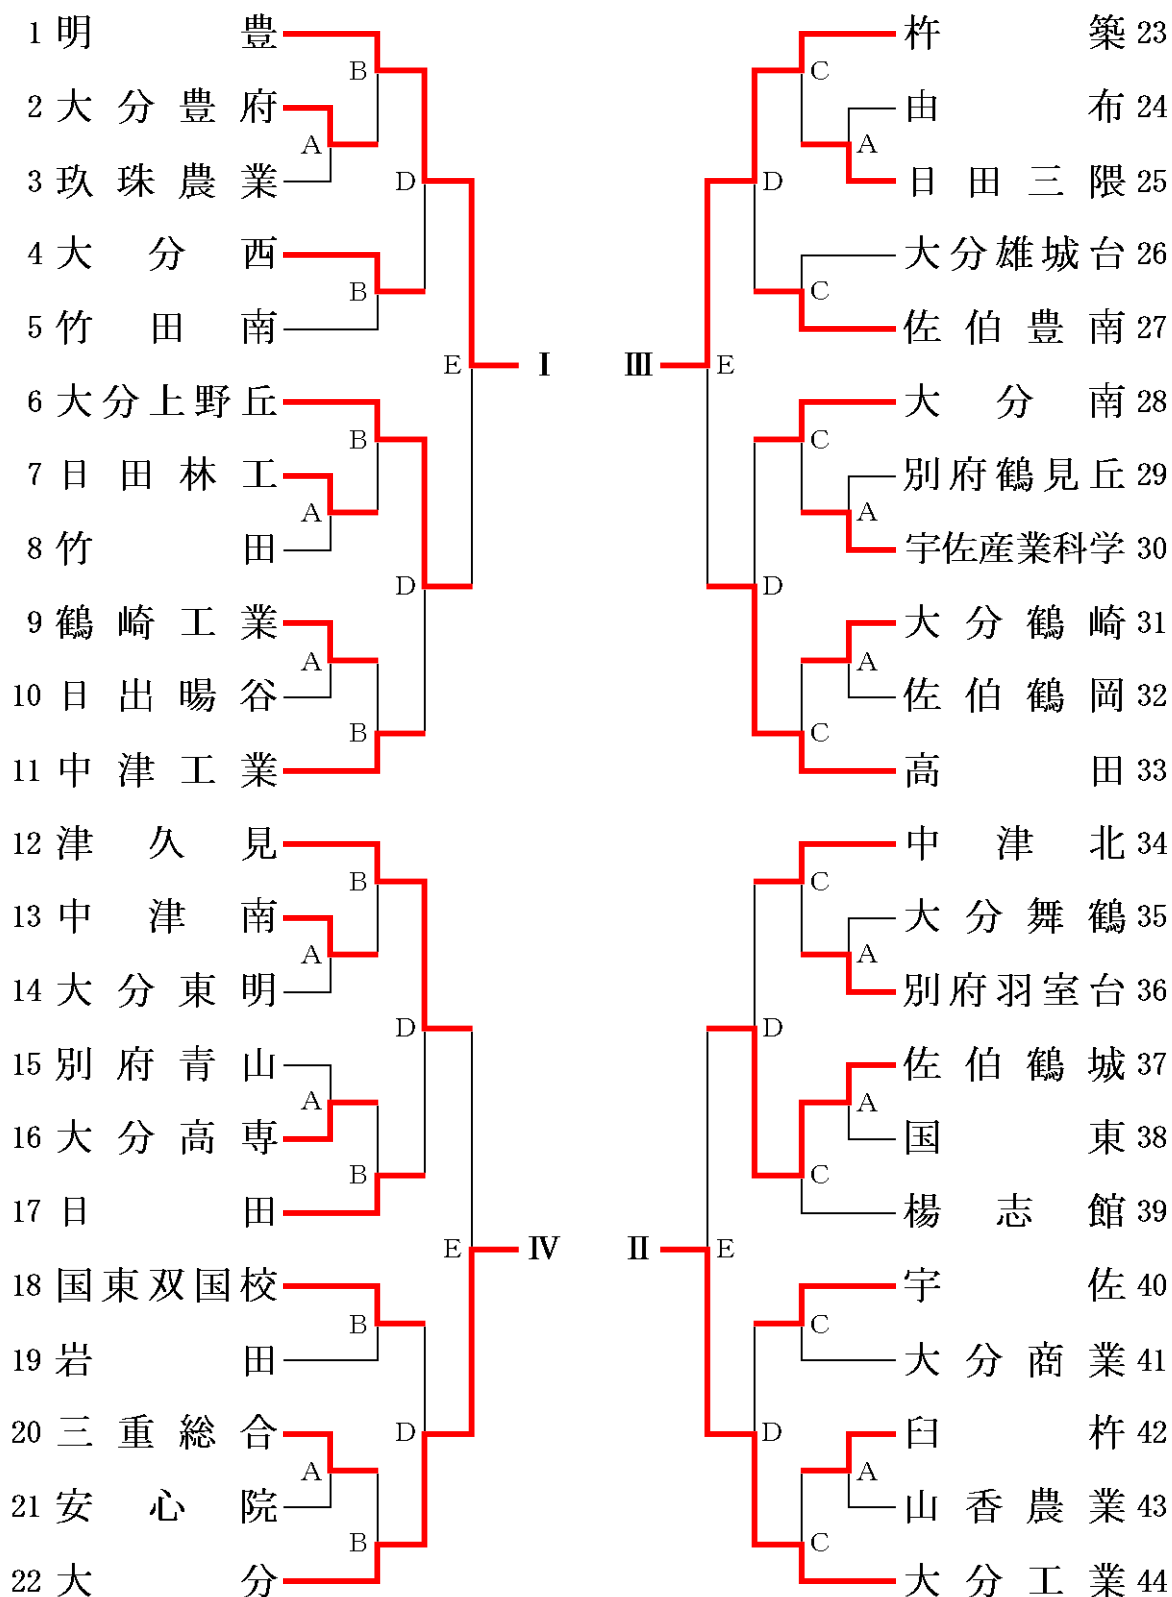 1 明豊
B
2 大分豊府
A
3 玖珠農業
D
4 大分西
B
5 竹田南
E I
6 大分上野丘
B
7 日田林工
A
8 竹田
D
9 鶴崎工業
A
10 日出暘谷
B
11 中津工業
12 津久見
B
13 中津南
A
14 大分東明
D
15 別府青山
A
16 大分高専
B
17 日田
E IV
18 国東双国校
B
19 岩田
20 三重総合
D
A
21 安心院
B
22 大分
杵築 23
C
由布 24
A
日田三隈 25
D
大分雄城台 26
C
佐伯豊南 27
III E
大分南 28
C
別府鶴見丘 29
A
宇佐産業科学 30
D
大分鶴崎 31
A
佐伯鶴岡 32
C
高田 33
中津北 34
C
大分舞鶴 35
A
別府羽室台 36
D
佐伯鶴城 37
A
国東 38
C
楊志館 39
II E
宇佐 40
C
大分商業 41
臼杵 42
D
A
山香農業 43
C
大分工業 44